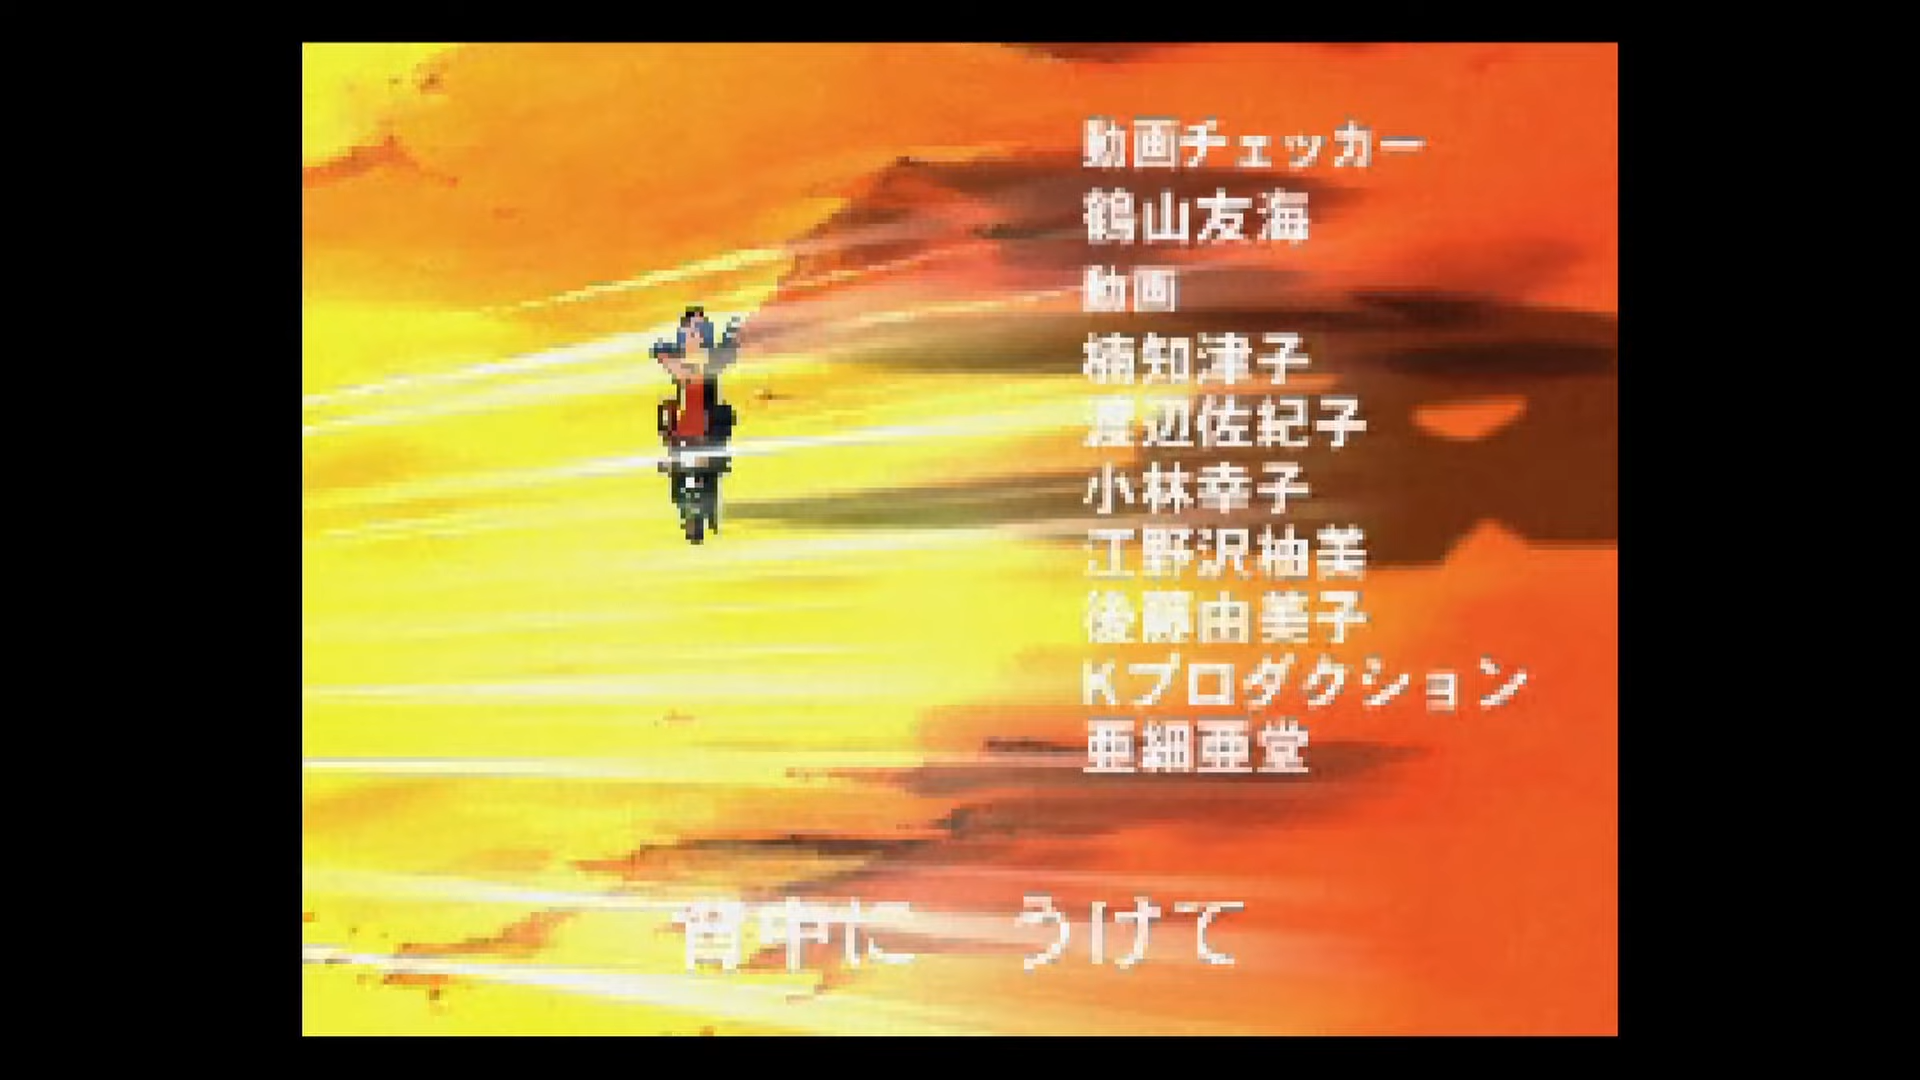 動画チェッカー
鶴山友海
動画
楠知津子
渡辺佐紀子
小林幸子
江野沢柚美
後藤由美子
Kプロダクション
亜細亜堂
背中に うけて